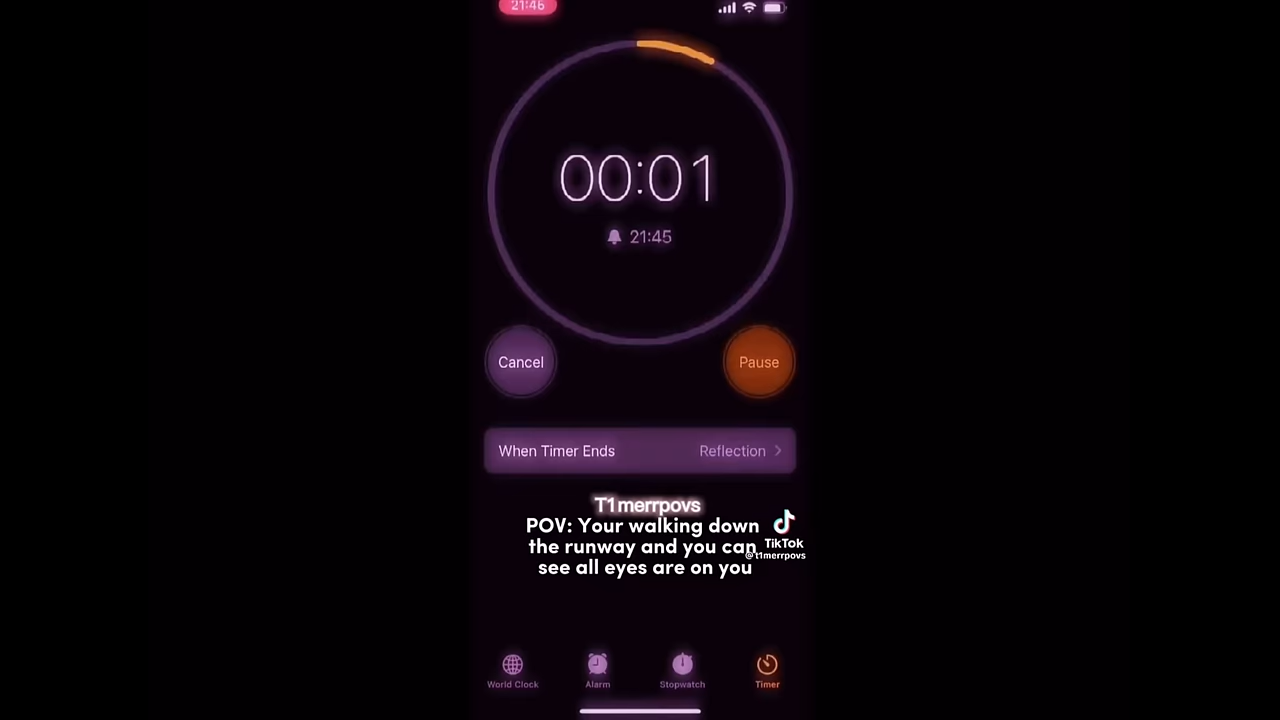 21:46
00:01
21:45
Cancel
Pause
When Timer Ends
Reflection
T1merrpovs
POV: Your walking down
the runway and you can
see all eyes are on you
TikTok
@t1merrpovs
World Clock
Alarm
Stopwatch
Timer